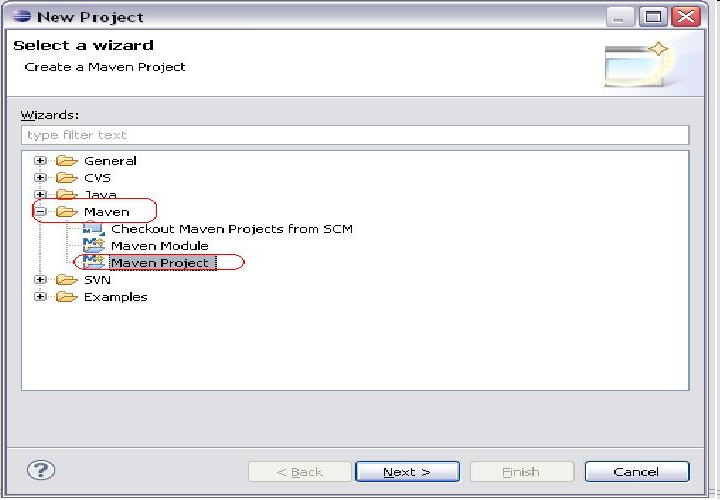 New Project
Select a wizard
Create a Maven Project
Wizards:
type filter text
General
CVS
Java
Maven
Checkout Maven Projects from SCM
Maven Module
Maven Project
SVN
Examples
? < Back Next > Finish Cancel